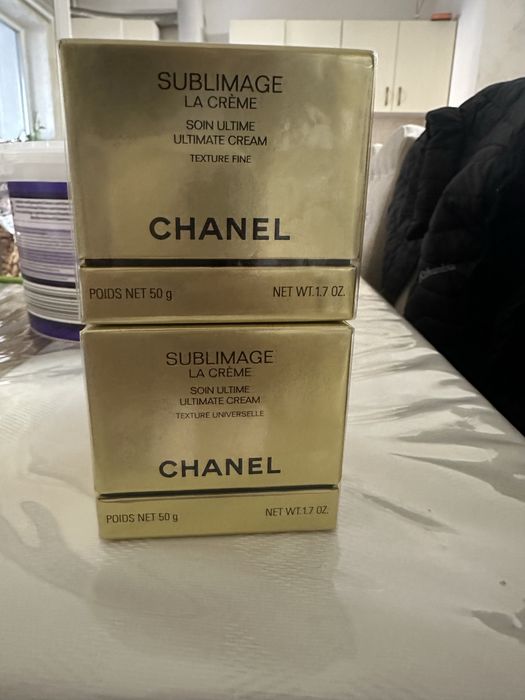 SUBLIMAGE
LA CRÈME
SOIN ULTIME
ULTIMATE CREAM
TEXTURE FINE
CHANEL
POIDS NET 50 g NET WT.1.7 OZ.
SUBLIMAGE
LA CRÈME
SOIN ULTIME
ULTIMATE CREAM
TEXTURE UNIVERSELLE
CHANEL
POIDS NET 50 g NET WT.1.7 OZ.